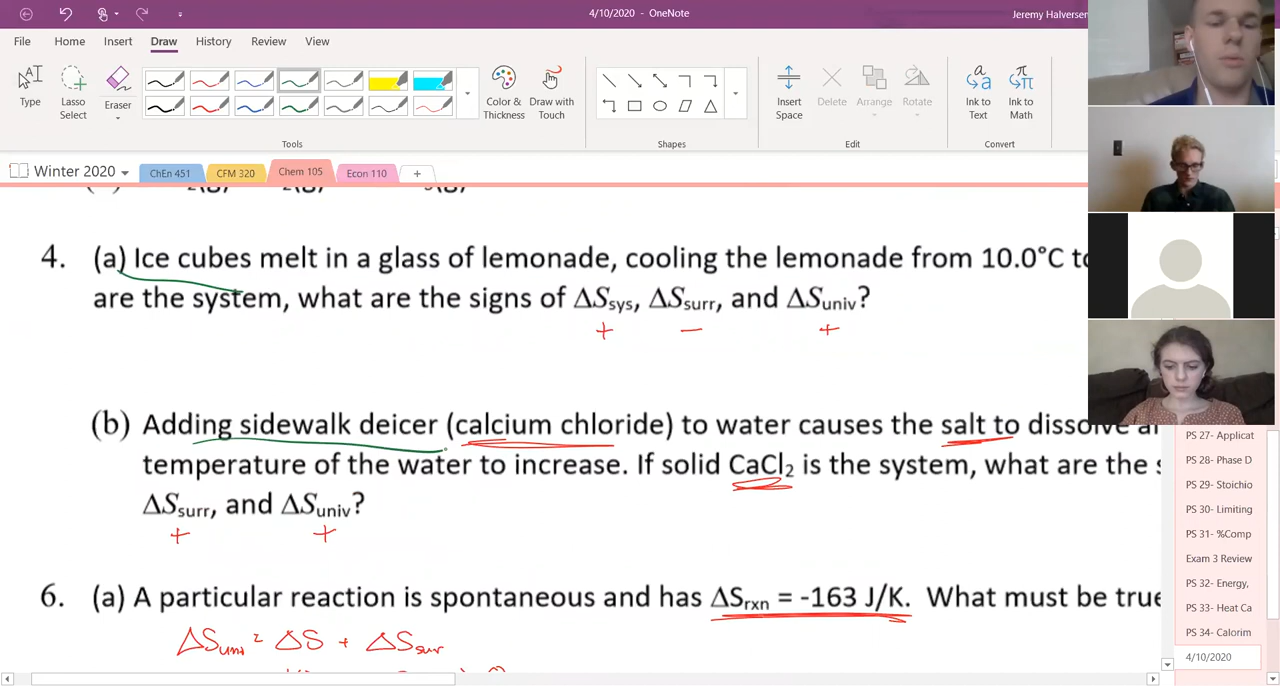 4/10/2020 - OneNote
Jeremy Halversen
File Home Insert Draw History Review View
Type
Lasso Select
Eraser
Color & Thickness
Draw with Touch
Insert Space
Delete
Arrange
Rotate
Ink to Text
Ink to Math
Tools
Shapes
Edit
Convert
Winter 2020
ChEn 451
CFM 320
Chem 105
Econ 110
+
4. (a) Ice cubes melt in a glass of lemonade, cooling the lemonade from 10.0°C to
are the system, what are the signs of ΔSsys, ΔSsurr, and ΔSuniv?
+ − +
(b) Adding sidewalk deicer (calcium chloride) to water causes the salt to dissolve
temperature of the water to increase. If solid CaCl₂ is the system, what are the
ΔSsurr, and ΔSuniv?
+ +
6. (a) A particular reaction is spontaneous and has ΔSrxn = -163 J/K. What must be true
ΔSuni = ΔS + ΔSsurr
PS 27- Applicat
PS 28- Phase D
PS 29- Stoichio
PS 30- Limiting
PS 31- %Comp
Exam 3 Review
PS 32- Energy,
PS 33- Heat Ca
PS 34- Calorim
4/10/2020